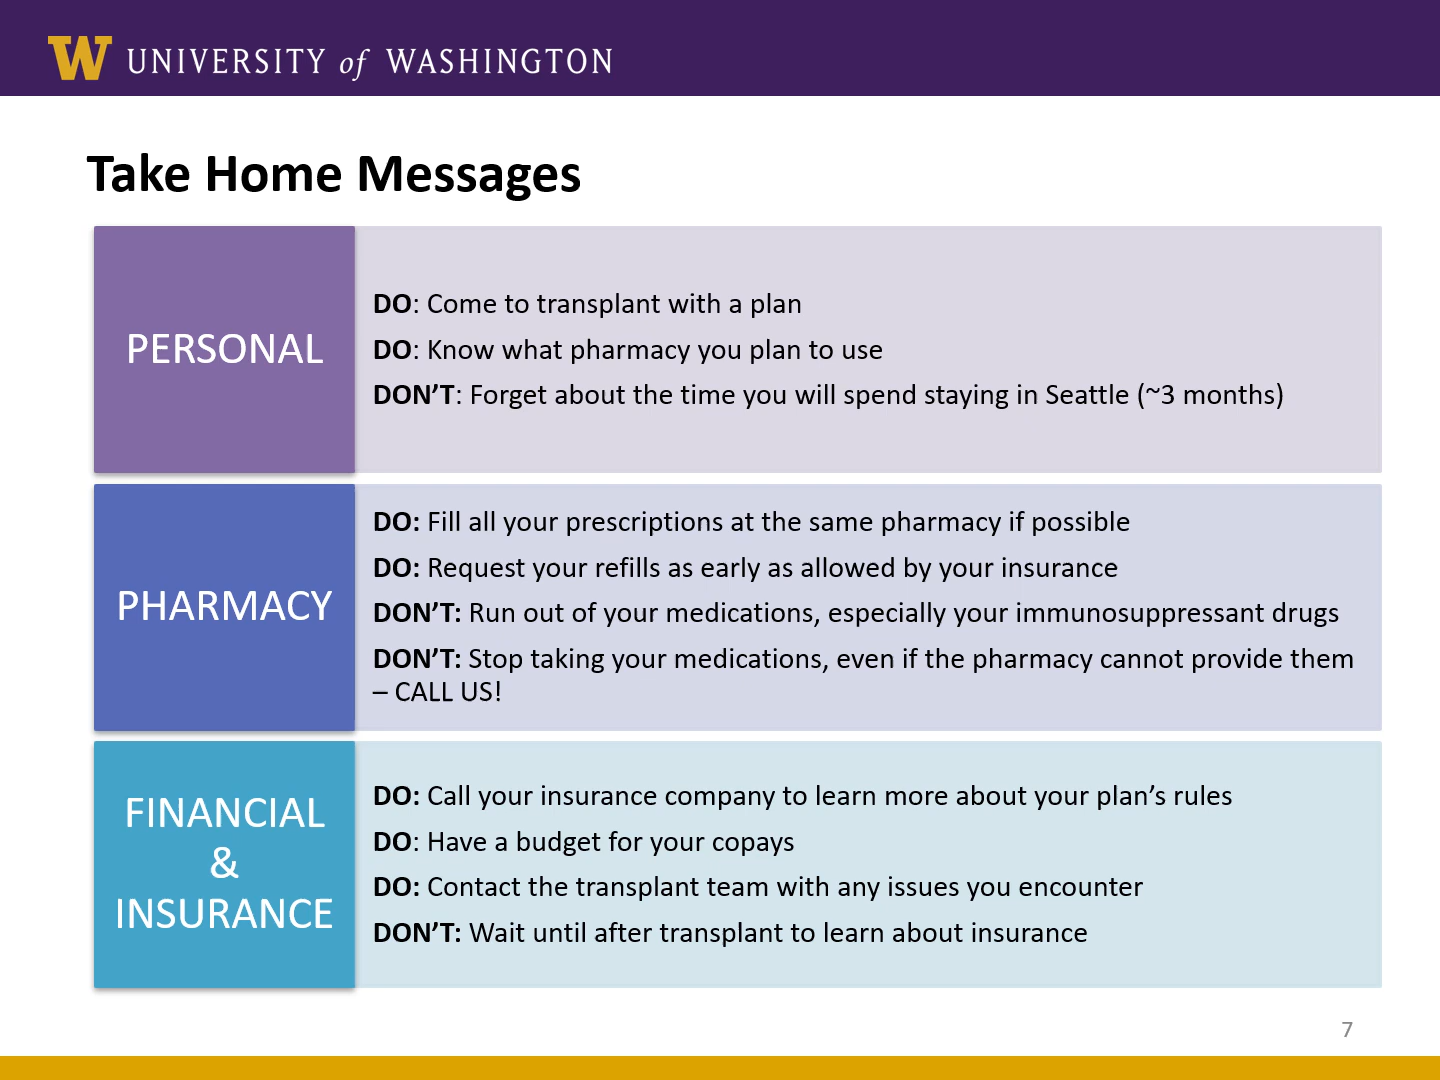 W UNIVERSITY of WASHINGTON
Take Home Messages
PERSONAL
DO: Come to transplant with a plan
DO: Know what pharmacy you plan to use
DON’T: Forget about the time you will spend staying in Seattle (~3 months)
PHARMACY
DO: Fill all your prescriptions at the same pharmacy if possible
DO: Request your refills as early as allowed by your insurance
DON’T: Run out of your medications, especially your immunosuppressant drugs
DON’T: Stop taking your medications, even if the pharmacy cannot provide them
– CALL US!
FINANCIAL
&
INSURANCE
DO: Call your insurance company to learn more about your plan’s rules
DO: Have a budget for your copays
DO: Contact the transplant team with any issues you encounter
DON’T: Wait until after transplant to learn about insurance
7